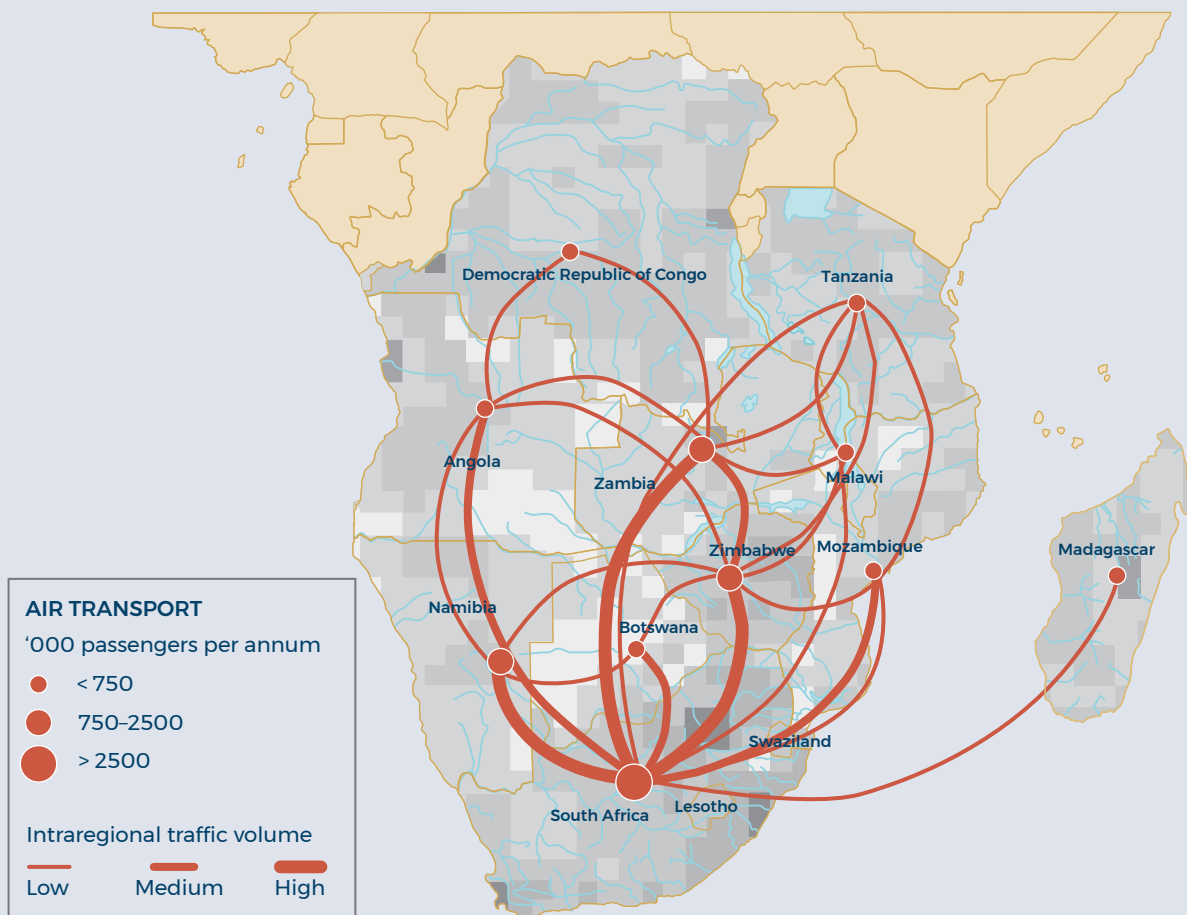 Democratic Republic of Congo
Tanzania
Angola
Zambia
Malawi
Zimbabwe
Mozambique
Madagascar
Namibia
Botswana
Swaziland
Lesotho
South Africa
AIR TRANSPORT
‘000 passengers per annum
< 750
750–2500
> 2500
Intraregional traffic volume
Low Medium High